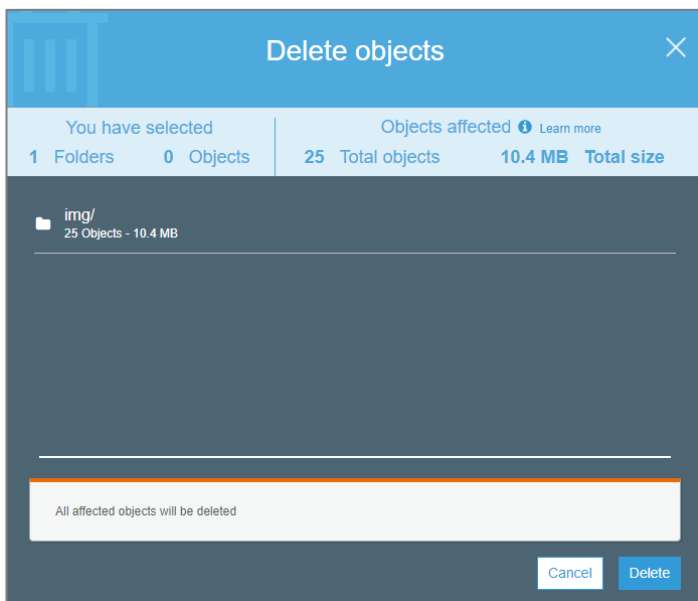 Delete objects
You have selected
1 Folders 0 Objects
Objects affected Learn more
25 Total objects 10.4 MB Total size
img/
25 Objects - 10.4 MB
All affected objects will be deleted
Cancel Delete